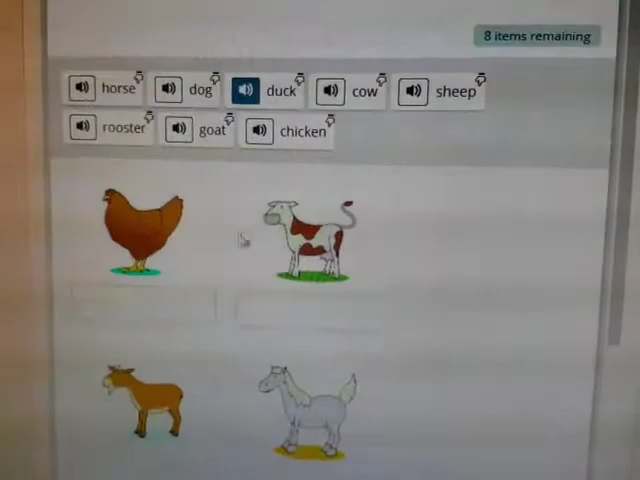 8 items remaining
horse dog duck cow sheep
rooster goat chicken